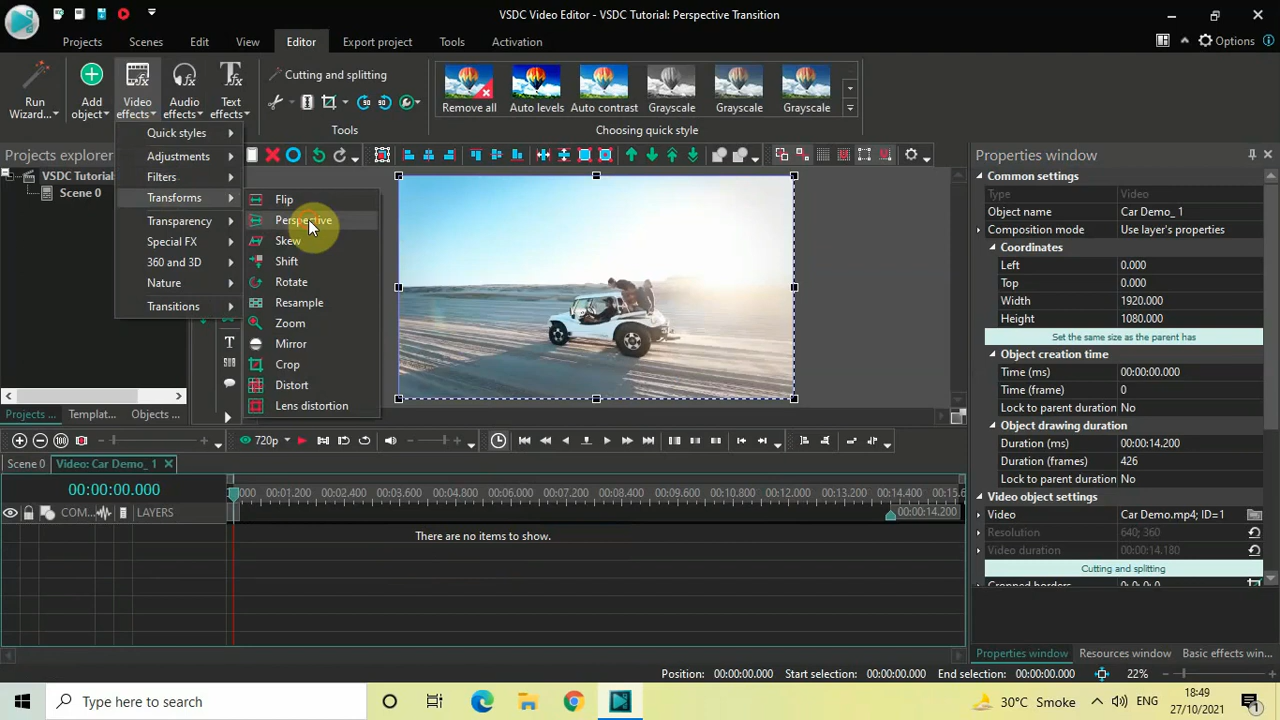 VSDC Video Editor - VSDC Tutorial: Perspective Transition
Options
Projects Scenes Edit View Editor Export project Tools Activation
Run Wizard...
Add object
Video effects
Audio effects
Text effects
Cutting and splitting
Tools
Remove all Auto levels Auto contrast Grayscale Grayscale Grayscale
Choosing quick style
Quick styles
Adjustments
Filters
Transforms
Transparency
Special FX
360 and 3D
Nature
Transitions
Flip
Perspective
Skew
Shift
Rotate
Resample
Zoom
Mirror
Crop
Distort
Lens distortion
Projects explorer
VSDC Tutorial
Scene 0
Projects ... Templat... Objects ...
Properties window
Common settings
Type Video
Object name Car Demo_ 1
Composition mode Use layer's properties
Coordinates
Left 0.000
Top 0.000
Width 1920.000
Height 1080.000
Set the same size as the parent has
Object creation time
Time (ms) 00:00:00.000
Time (frame) 0
Lock to parent duration No
Object drawing duration
Duration (ms) 00:00:14.200
Duration (frames) 426
Lock to parent duration No
Video object settings
Video Car Demo.mp4; ID=1
Resolution 640; 360
Video duration 00:00:14.180
Cutting and splitting
Cropped borders 0; 0; 0; 0
Properties window Resources window Basic effects win...
720p
Scene 0 Video: Car Demo_ 1
00:00:00.000
.000 00:01.200 00:02.400 00:03.600 00:04.800 00:06.000 00:07.200 00:08.400 00:09.600 00:10.800 00:12.000 00:13.200 00:14.400 00:15.6
00:00:14.200
COM... LAYERS
There are no items to show.
Position: 00:00:00.000 Start selection: 00:00:00.000 End selection: 00:00:00.000 22%
Type here to search
30°C Smoke ENG
18:49
27/10/2021